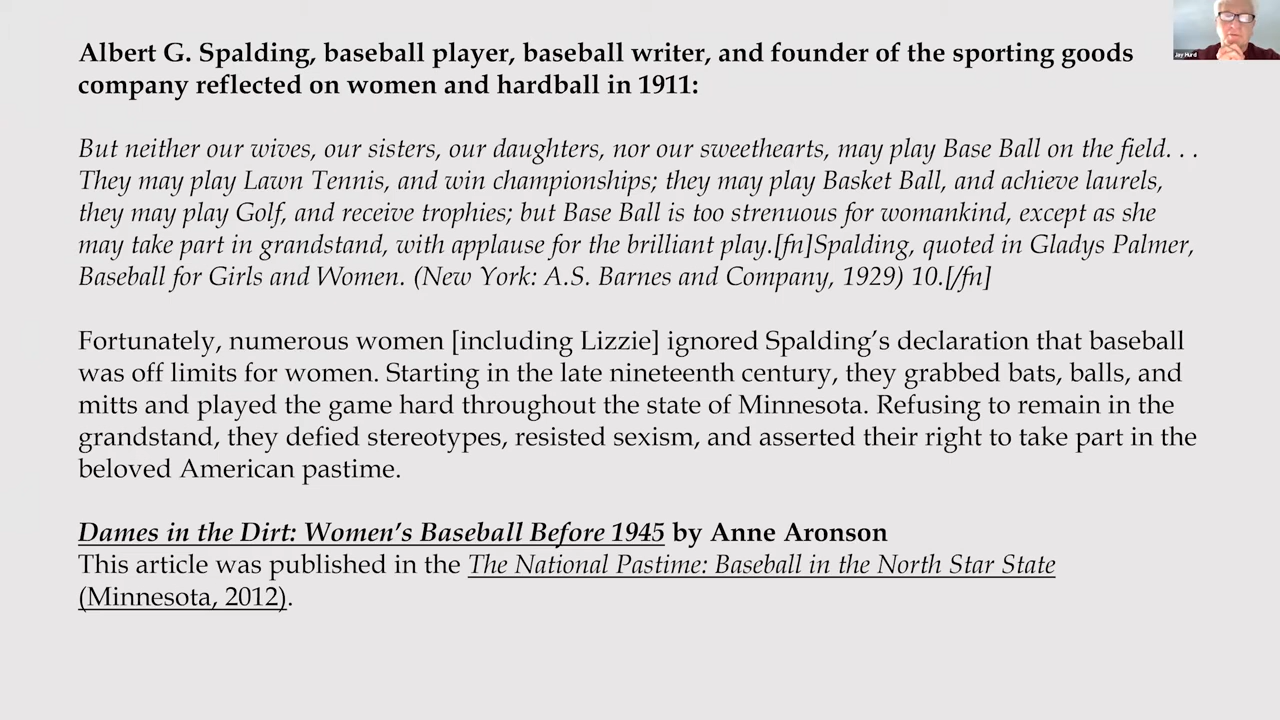 Albert G. Spalding, baseball player, baseball writer, and founder of the sporting goods
company reflected on women and hardball in 1911:
But neither our wives, our sisters, our daughters, nor our sweethearts, may play Base Ball on the field. . .
They may play Lawn Tennis, and win championships; they may play Basket Ball, and achieve laurels,
they may play Golf, and receive trophies; but Base Ball is too strenuous for womankind, except as she
may take part in grandstand, with applause for the brilliant play.[fn]Spalding, quoted in Gladys Palmer,
Baseball for Girls and Women. (New York: A.S. Barnes and Company, 1929) 10.[/fn]
Fortunately, numerous women [including Lizzie] ignored Spalding’s declaration that baseball
was off limits for women. Starting in the late nineteenth century, they grabbed bats, balls, and
mitts and played the game hard throughout the state of Minnesota. Refusing to remain in the
grandstand, they defied stereotypes, resisted sexism, and asserted their right to take part in the
beloved American pastime.
Dames in the Dirt: Women’s Baseball Before 1945 by Anne Aronson
This article was published in the The National Pastime: Baseball in the North Star State
(Minnesota, 2012).
Jay Hurd